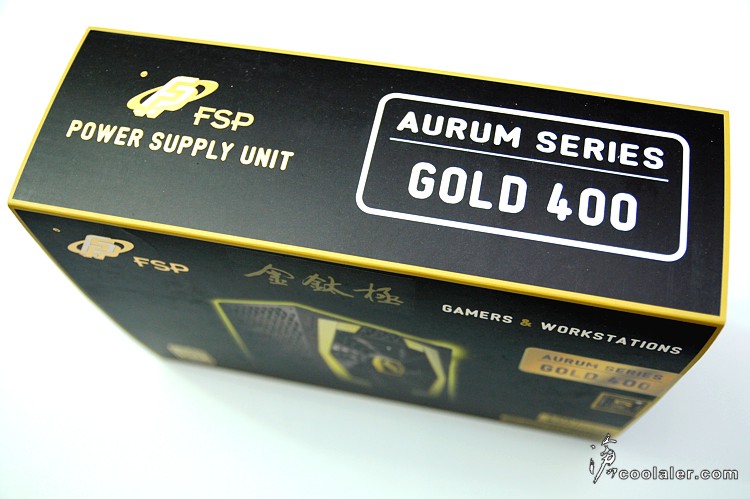 FSP
POWER SUPPLY UNIT
AURUM SERIES
GOLD 400
FSP
金鈦極
GAMERS & WORKSTATIONS
AURUM SERIES
GOLD 400
滄
coolaler.com